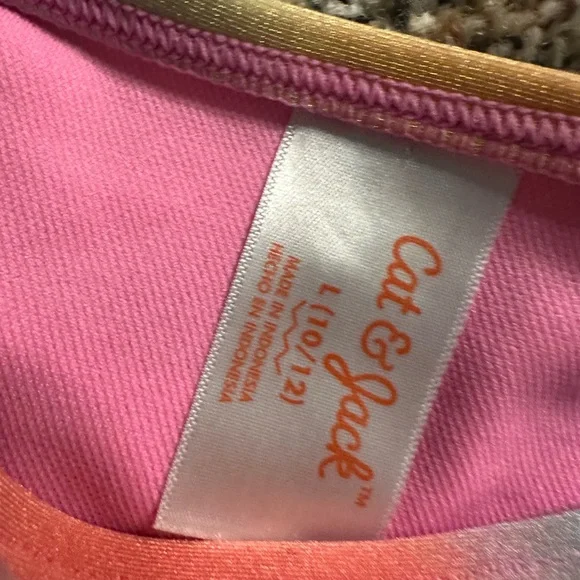 Cat & Jack™
L (10/12)
MADE IN INDONESIA
HECHO EN INDONESIA